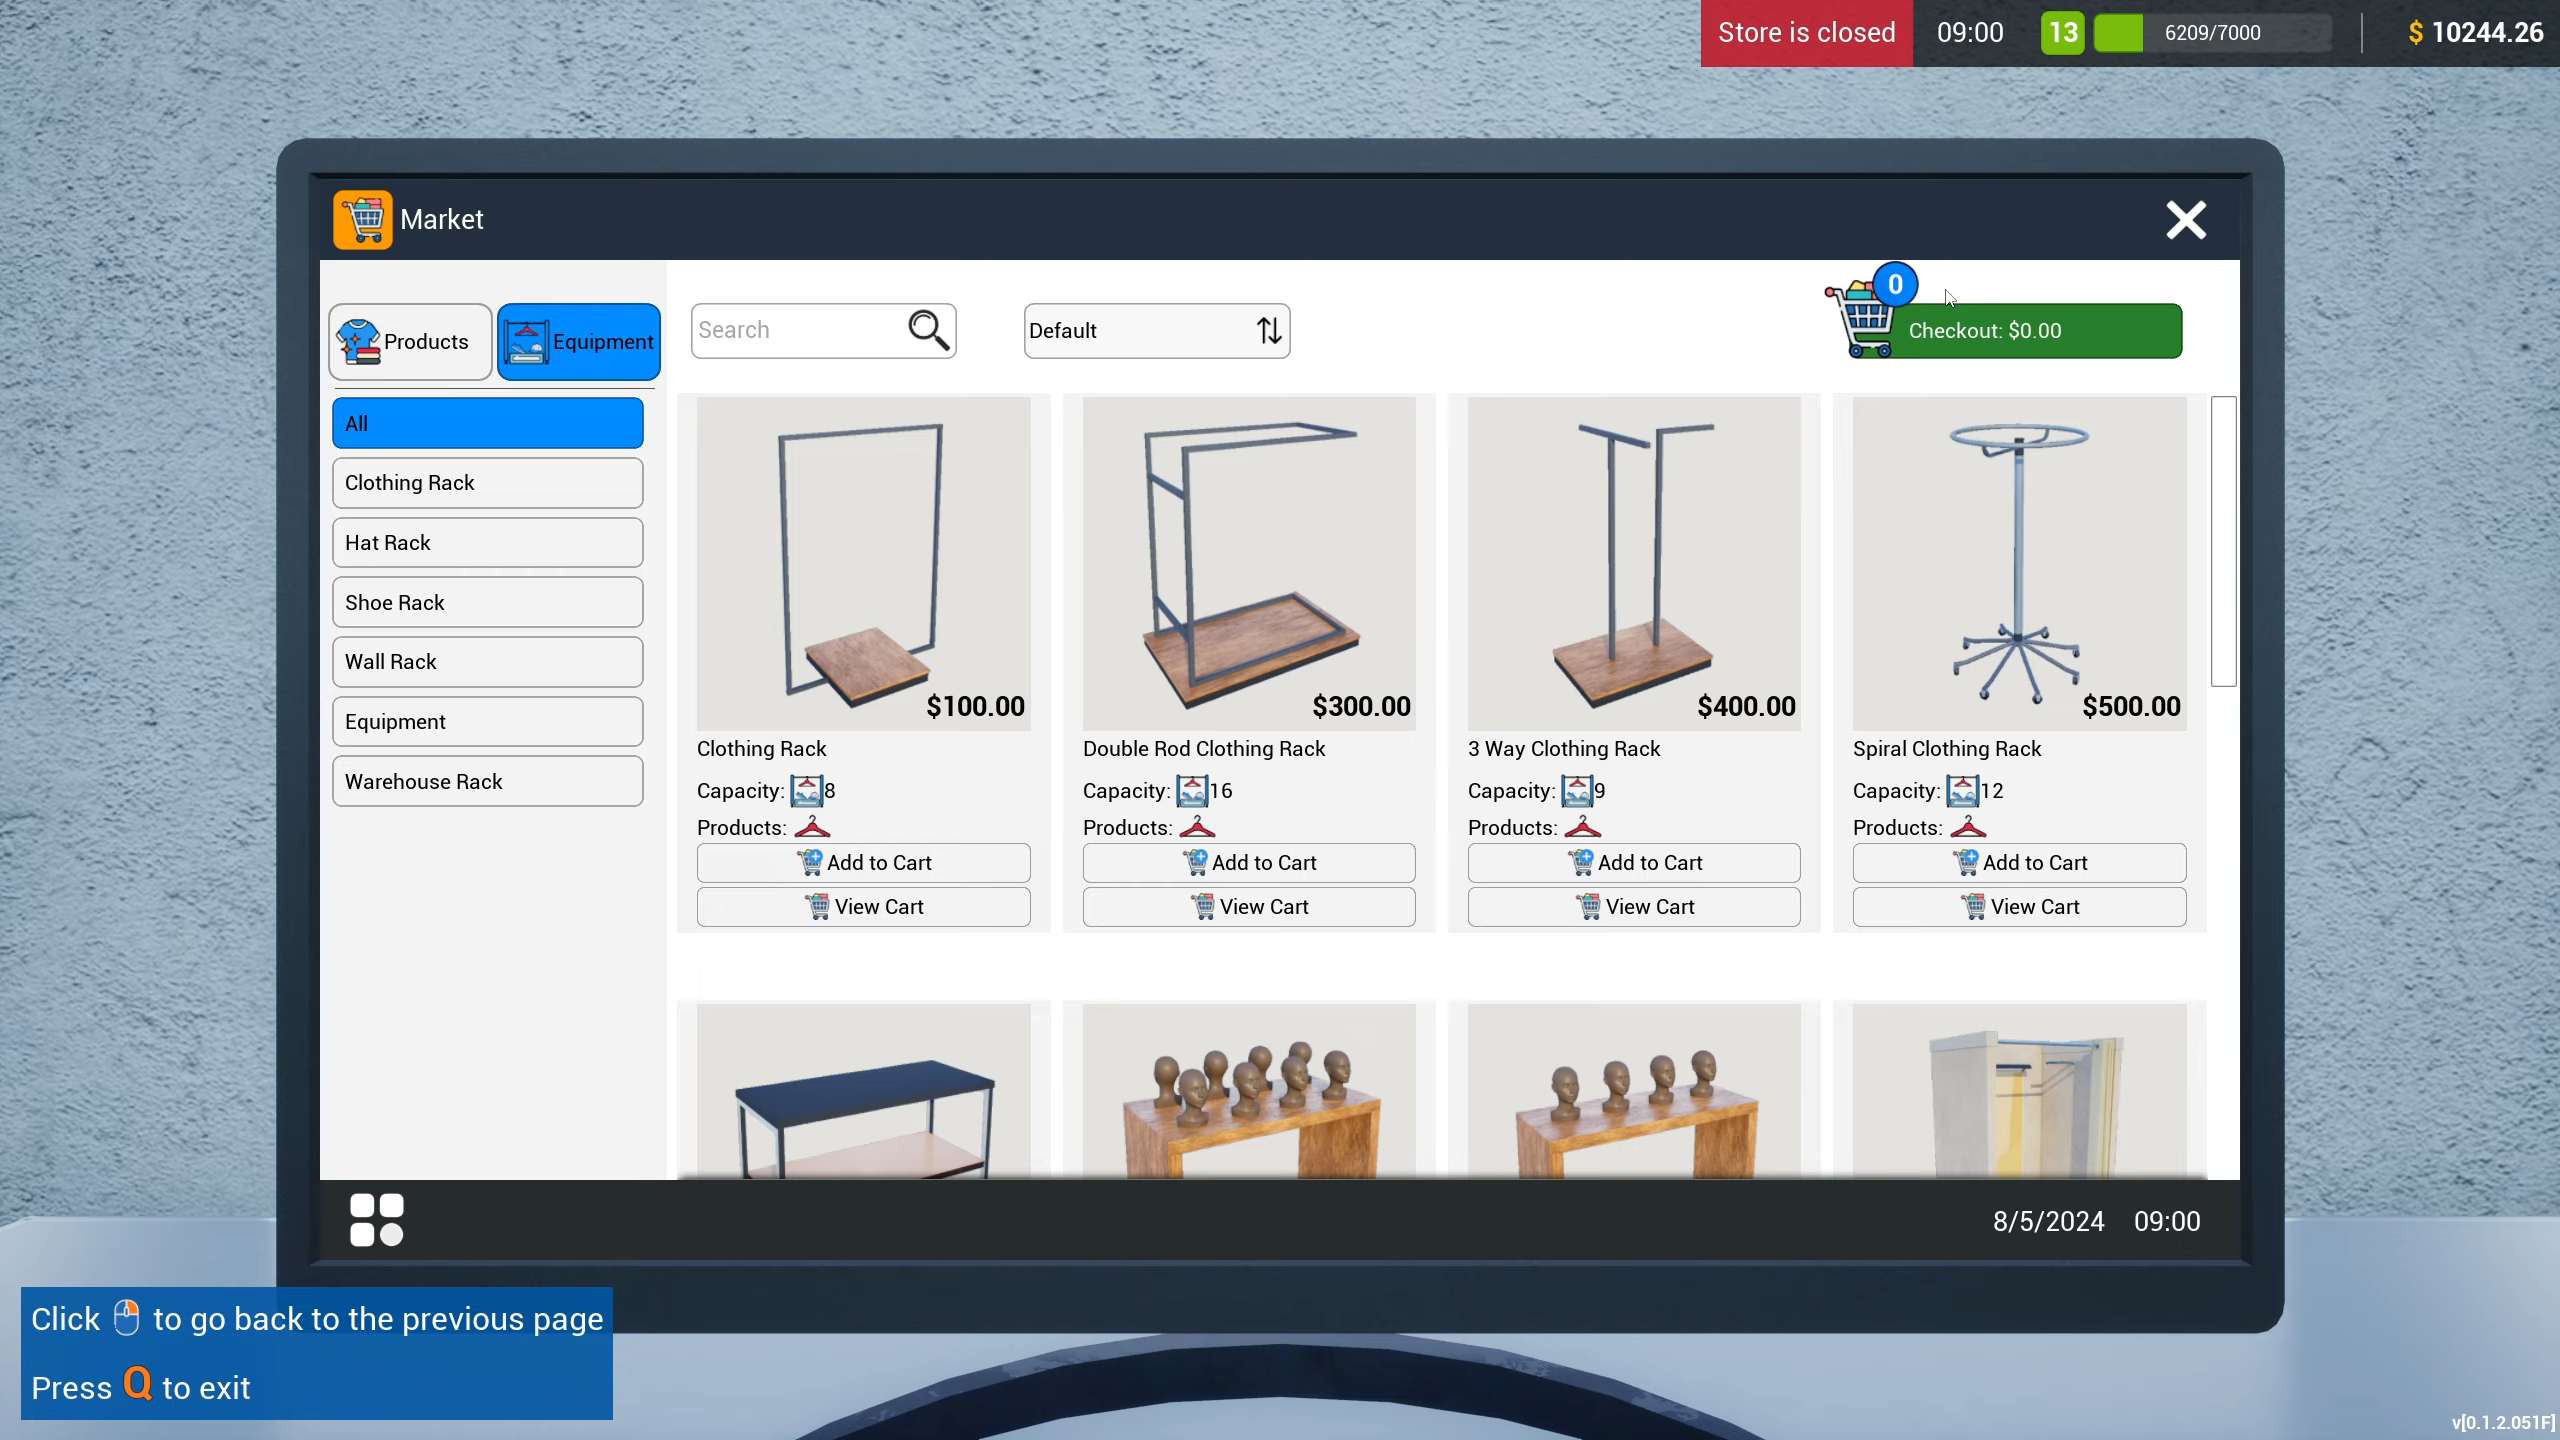 Store is closed 09:00 13 6209/7000 $ 10244.26
Market
0
Products Equipment Search Default Checkout: $0.00
All
Clothing Rack
Hat Rack
Shoe Rack
Wall Rack
Equipment
Warehouse Rack
$100.00 $300.00 $400.00 $500.00
Clothing Rack Double Rod Clothing Rack 3 Way Clothing Rack Spiral Clothing Rack
Capacity: 8 Capacity: 16 Capacity: 9 Capacity: 12
Products: Products: Products: Products:
Add to Cart Add to Cart Add to Cart Add to Cart
View Cart View Cart View Cart View Cart
8/5/2024 09:00
Click to go back to the previous page
Press Q to exit
v[0.1.2.051F]